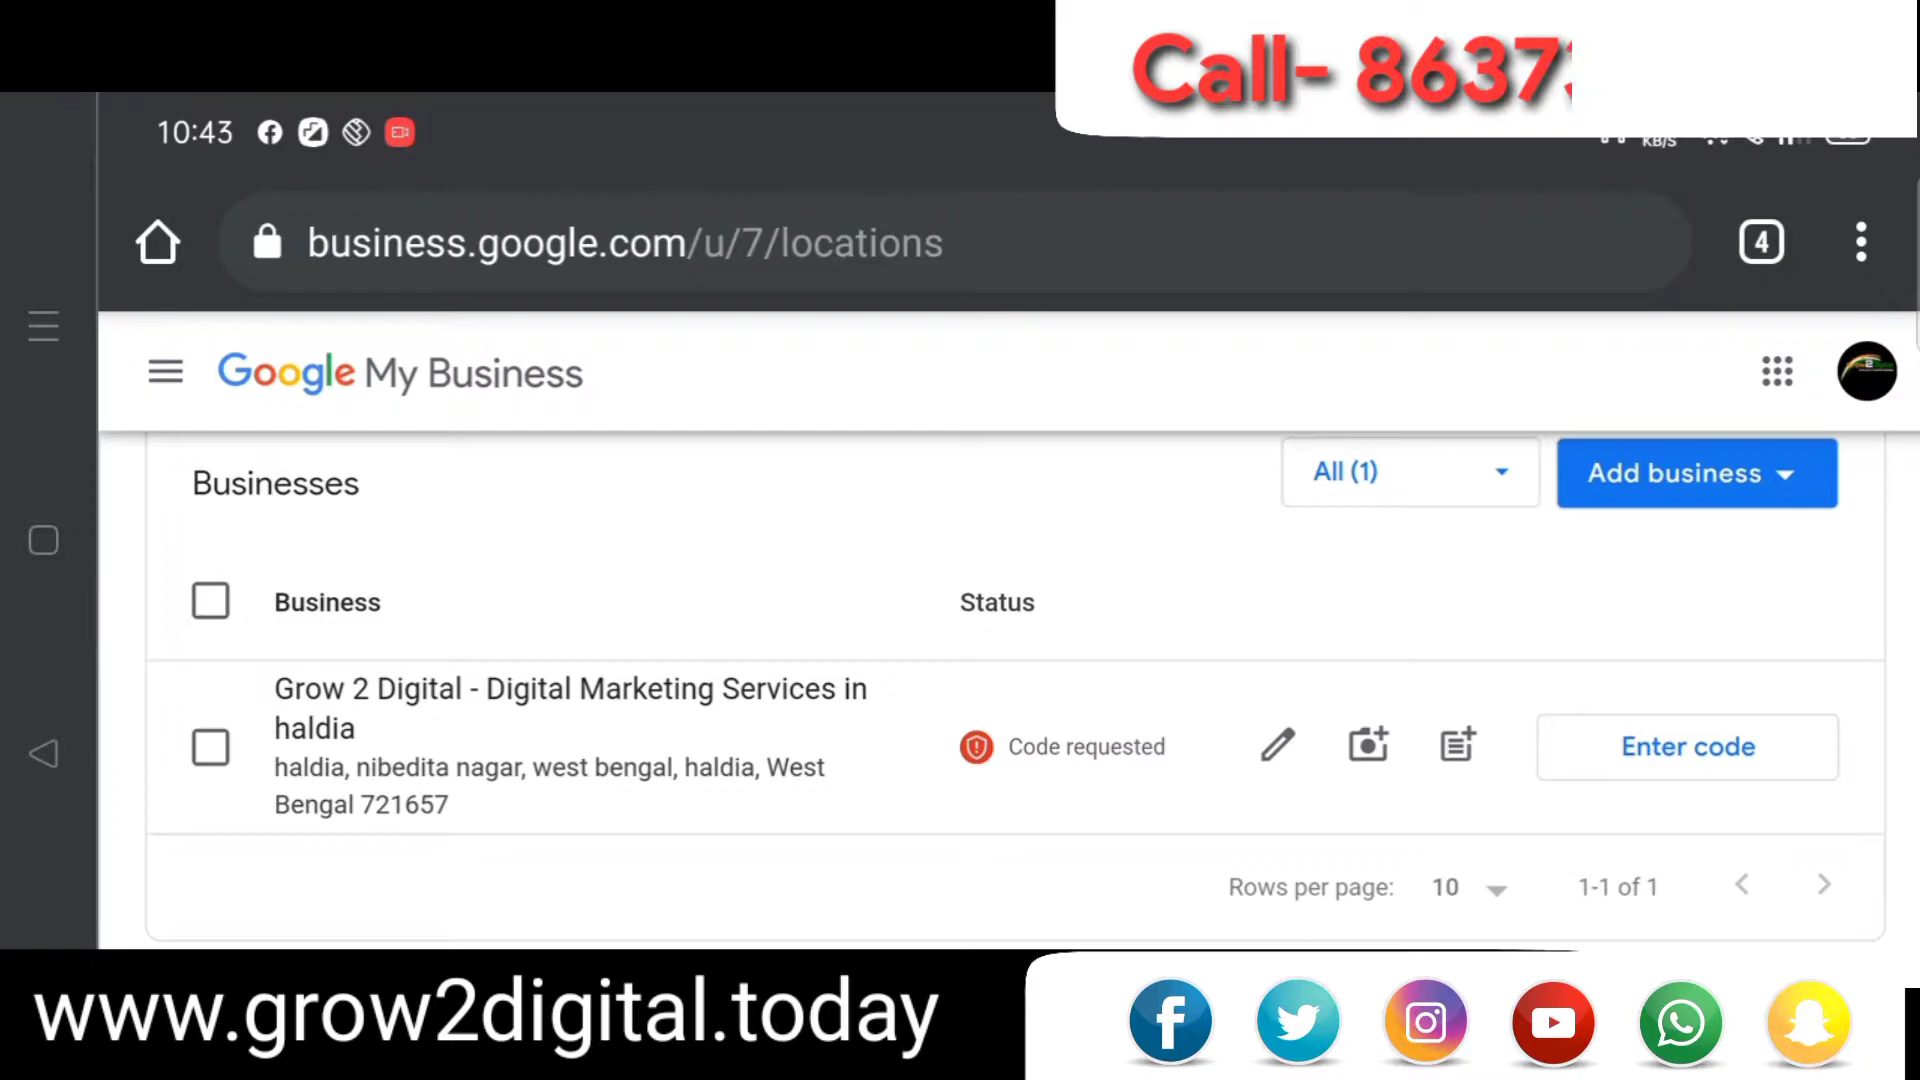 Call- 8637
10:43
KB/S
business.google.com/u/7/locations
4
Google My Business
Businesses
All (1)
Add business
Business
Status
Grow 2 Digital - Digital Marketing Services in
haldia
haldia, nibedita nagar, west bengal, haldia, West
Bengal 721657
Code requested
Enter code
Rows per page:
10
1-1 of 1
www.grow2digital.today